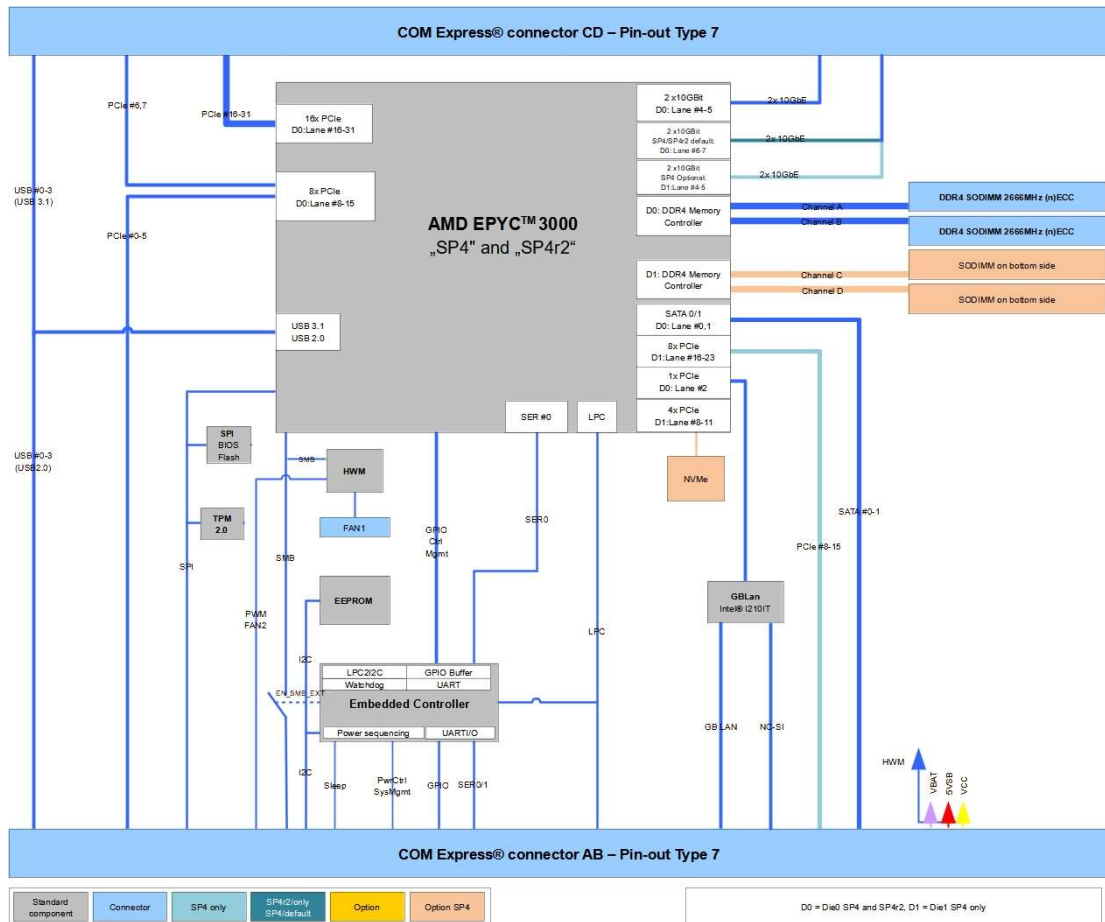 COM Express® connector CD – Pin-out Type 7
PCIe #6,7
PCIe #16-31
16x PCIe
D0:Lane #16-31
2 x10GBit
D0: Lane #4-5
2x 10GbE
2 x10GBit
SP4/SP4r2 default:
D0: Lane #6-7
2x 10GbE
2 x10GBit
SP4 Optional:
D1:Lane #4-5
2x 10GbE
USB #0-3
(USB 3.1)
8x PCIe
D0:Lane #8-15
PCIe #0-5
AMD EPYC™ 3000
„SP4" and „SP4r2“
D0: DDR4 Memory
Controller
Channel A
Channel B
DDR4 SODIMM 2666MHz (n)ECC
DDR4 SODIMM 2666MHz (n)ECC
D1: DDR4 Memory
Controller
Channel C
Channel D
SODIMM on bottom side
SODIMM on bottom side
USB 3.1
USB 2.0
SATA 0/1
D0: Lane #0,1
8x PCIe
D1:Lane #16-23
1x PCIe
D0: Lane #2
4x PCIe
D1:Lane #8-11
SER #0
LPC
USB #0-3
(USB2.0)
SPI
BIOS
Flash
SMB
HWM
FAN1
TPM
2.0
NVMe
SATA #0-1
SER0
GPIO
Ctrl
Mgmt
PCIe #8-15
SMB
SPI
EEPROM
GBLan
Intel® I210IT
PWM
FAN2
LPC
I2C
LPC2I2C
GPIO Buffer
Watchdog
UART
EN_SMB_EXT
Embedded Controller
Power sequencing
UARTI/O
GB LAN
NC-SI
I2C
Sleep
PwrCtrl
SysMgmt
GPIO
SER0/1
HWM
VBAT
5VSB
VCC
COM Express® connector AB – Pin-out Type 7
Standard
component
Connector
SP4 only
SP4r2/only
SP4/default
Option
Option SP4
D0 = Die0 SP4 and SP4r2, D1 = Die1 SP4 only